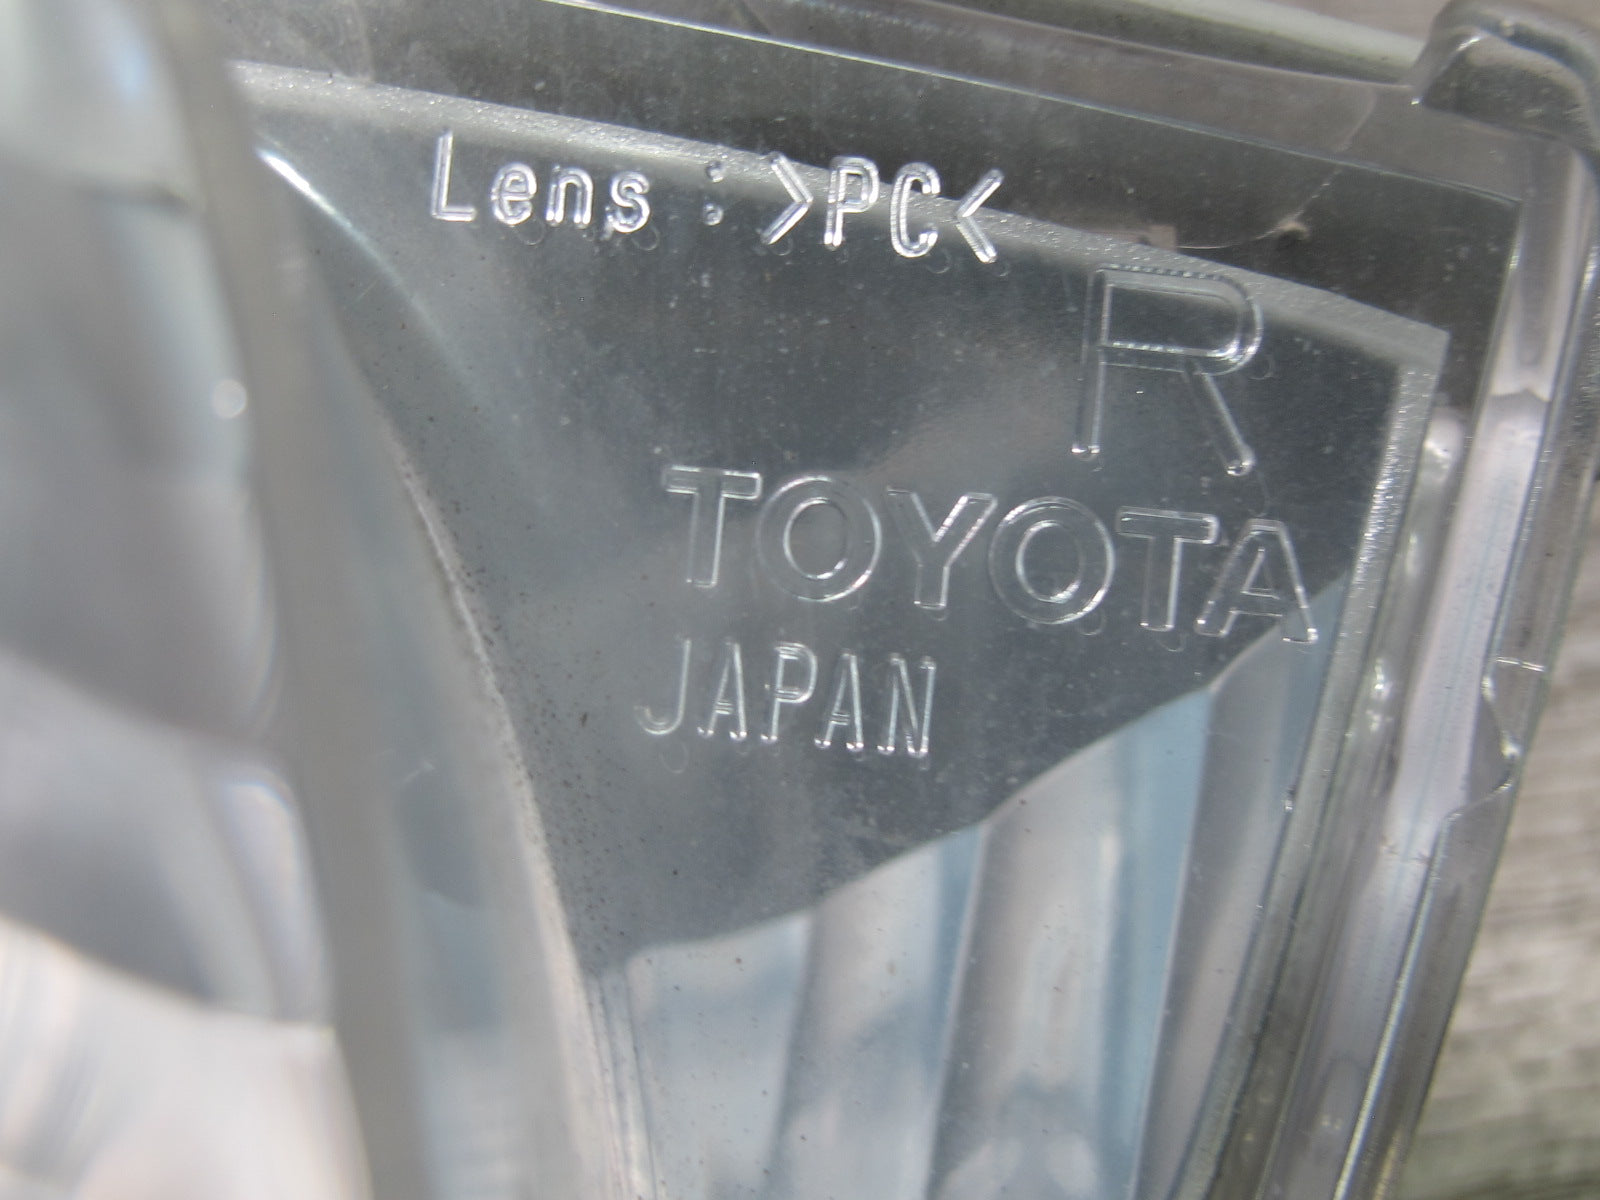 Lens :>PC<
R
TOYOTA
JAPAN